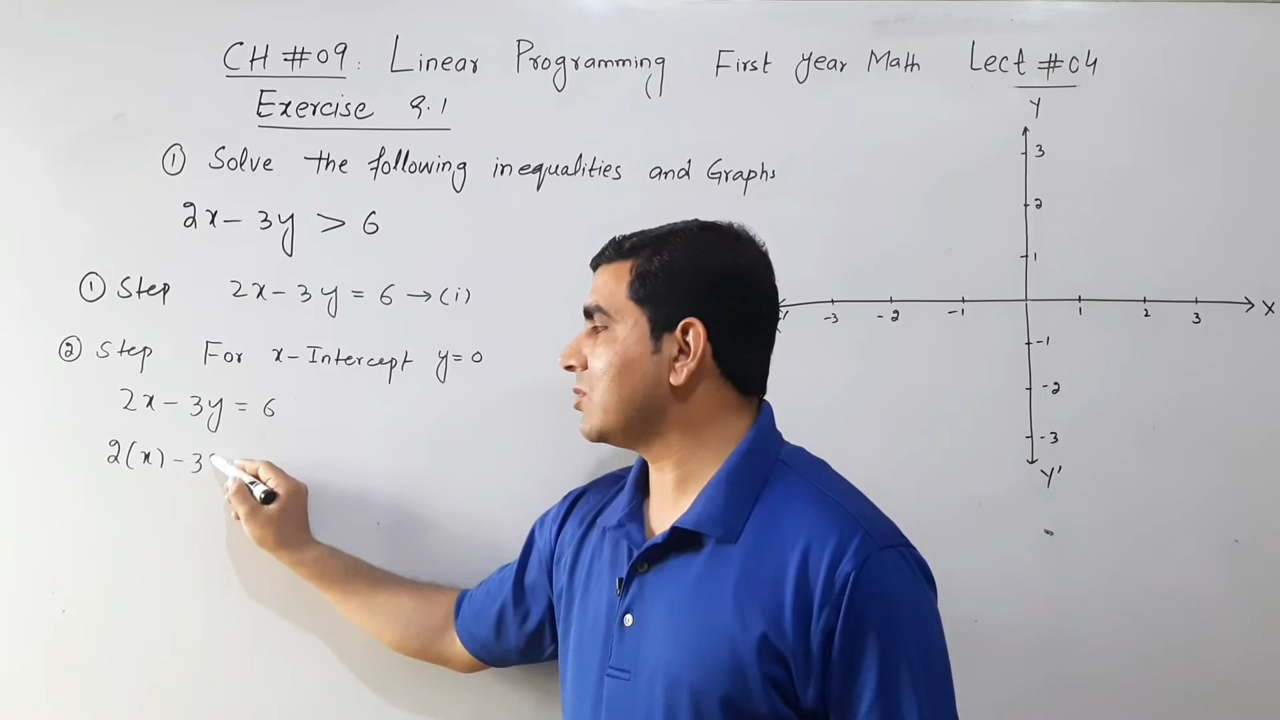 CH #09: Linear Programming First Year Math Lect #04
Exercise 9.1
① Solve the following inequalities and Graphs
2x - 3y > 6
① Step 2x - 3y = 6 → (i)
② Step For x-Intercept y=0
2x - 3y = 6
2(x) - 3
Y
3
2
1
-3 -2 -1 1 2 3 X
-1
-2
-3
Y'